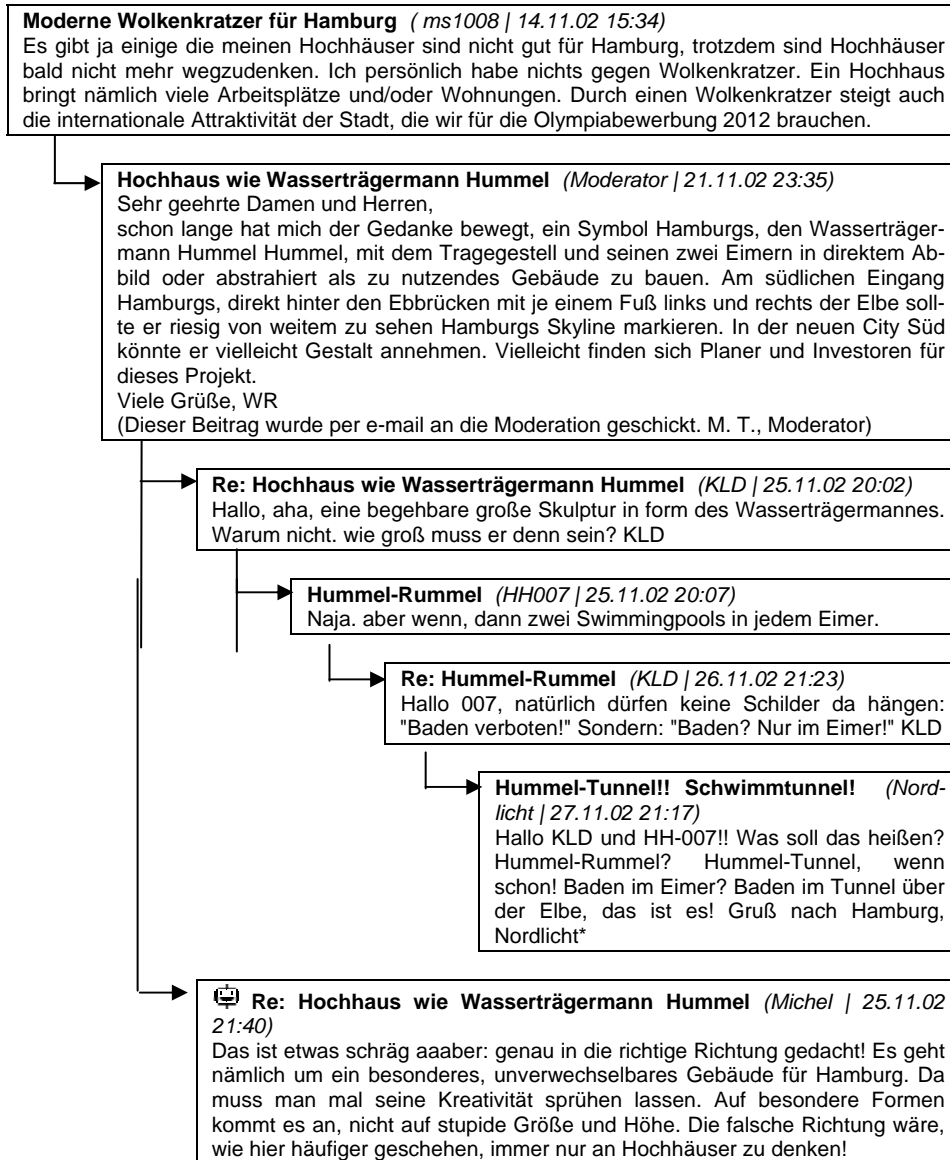 Moderne Wolkenkratzer für Hamburg ( ms1008 | 14.11.02 15:34)
Es gibt ja einige die meinen Hochhäuser sind nicht gut für Hamburg, trotzdem sind Hochhäuser
bald nicht mehr wegzudenken. Ich persönlich habe nichts gegen Wolkenkratzer. Ein Hochhaus
bringt nämlich viele Arbeitsplätze und/oder Wohnungen. Durch einen Wolkenkratzer steigt auch
die internationale Attraktivität der Stadt, die wir für die Olympiabewerbung 2012 brauchen.
Hochhaus wie Wasserträgermann Hummel (Moderator | 21.11.02 23:35)
Sehr geehrte Damen und Herren,
schon lange hat mich der Gedanke bewegt, ein Symbol Hamburgs, den Wasserträger-
mann Hummel Hummel, mit dem Tragegestell und seinen zwei Eimern in direktem Ab-
bild oder abstrahiert als zu nutzendes Gebäude zu bauen. Am südlichen Eingang
Hamburgs, direkt hinter den Ebbrücken mit je einem Fuß links und rechts der Elbe soll-
te er riesig von weitem zu sehen Hamburgs Skyline markieren. In der neuen City Süd
könnte er vielleicht Gestalt annehmen. Vielleicht finden sich Planer und Investoren für
dieses Projekt.
Viele Grüße, WR
(Dieser Beitrag wurde per e-mail an die Moderation geschickt. M. T., Moderator)
Re: Hochhaus wie Wasserträgermann Hummel (KLD | 25.11.02 20:02)
Hallo, aha, eine begehbare große Skulptur in form des Wasserträgermannes.
Warum nicht. wie groß muss er denn sein? KLD
Hummel-Rummel (HH007 | 25.11.02 20:07)
Naja. aber wenn, dann zwei Swimmingpools in jedem Eimer.
Re: Hummel-Rummel (KLD | 26.11.02 21:23)
Hallo 007, natürlich dürfen keine Schilder da hängen:
"Baden verboten!" Sondern: "Baden? Nur im Eimer!" KLD
Hummel-Tunnel!! Schwimmtunnel! (Nord-
licht | 27.11.02 21:17)
Hallo KLD und HH-007!! Was soll das heißen?
Hummel-Rummel? Hummel-Tunnel, wenn
schon! Baden im Eimer? Baden im Tunnel über
der Elbe, das ist es! Gruß nach Hamburg,
Nordlicht*
Re: Hochhaus wie Wasserträgermann Hummel (Michel | 25.11.02
21:40)
Das ist etwas schräg aaaber: genau in die richtige Richtung gedacht! Es geht
nämlich um ein besonderes, unverwechselbares Gebäude für Hamburg. Da
muss man mal seine Kreativität sprühen lassen. Auf besondere Formen
kommt es an, nicht auf stupide Größe und Höhe. Die falsche Richtung wäre,
wie hier häufiger geschehen, immer nur an Hochhäuser zu denken!